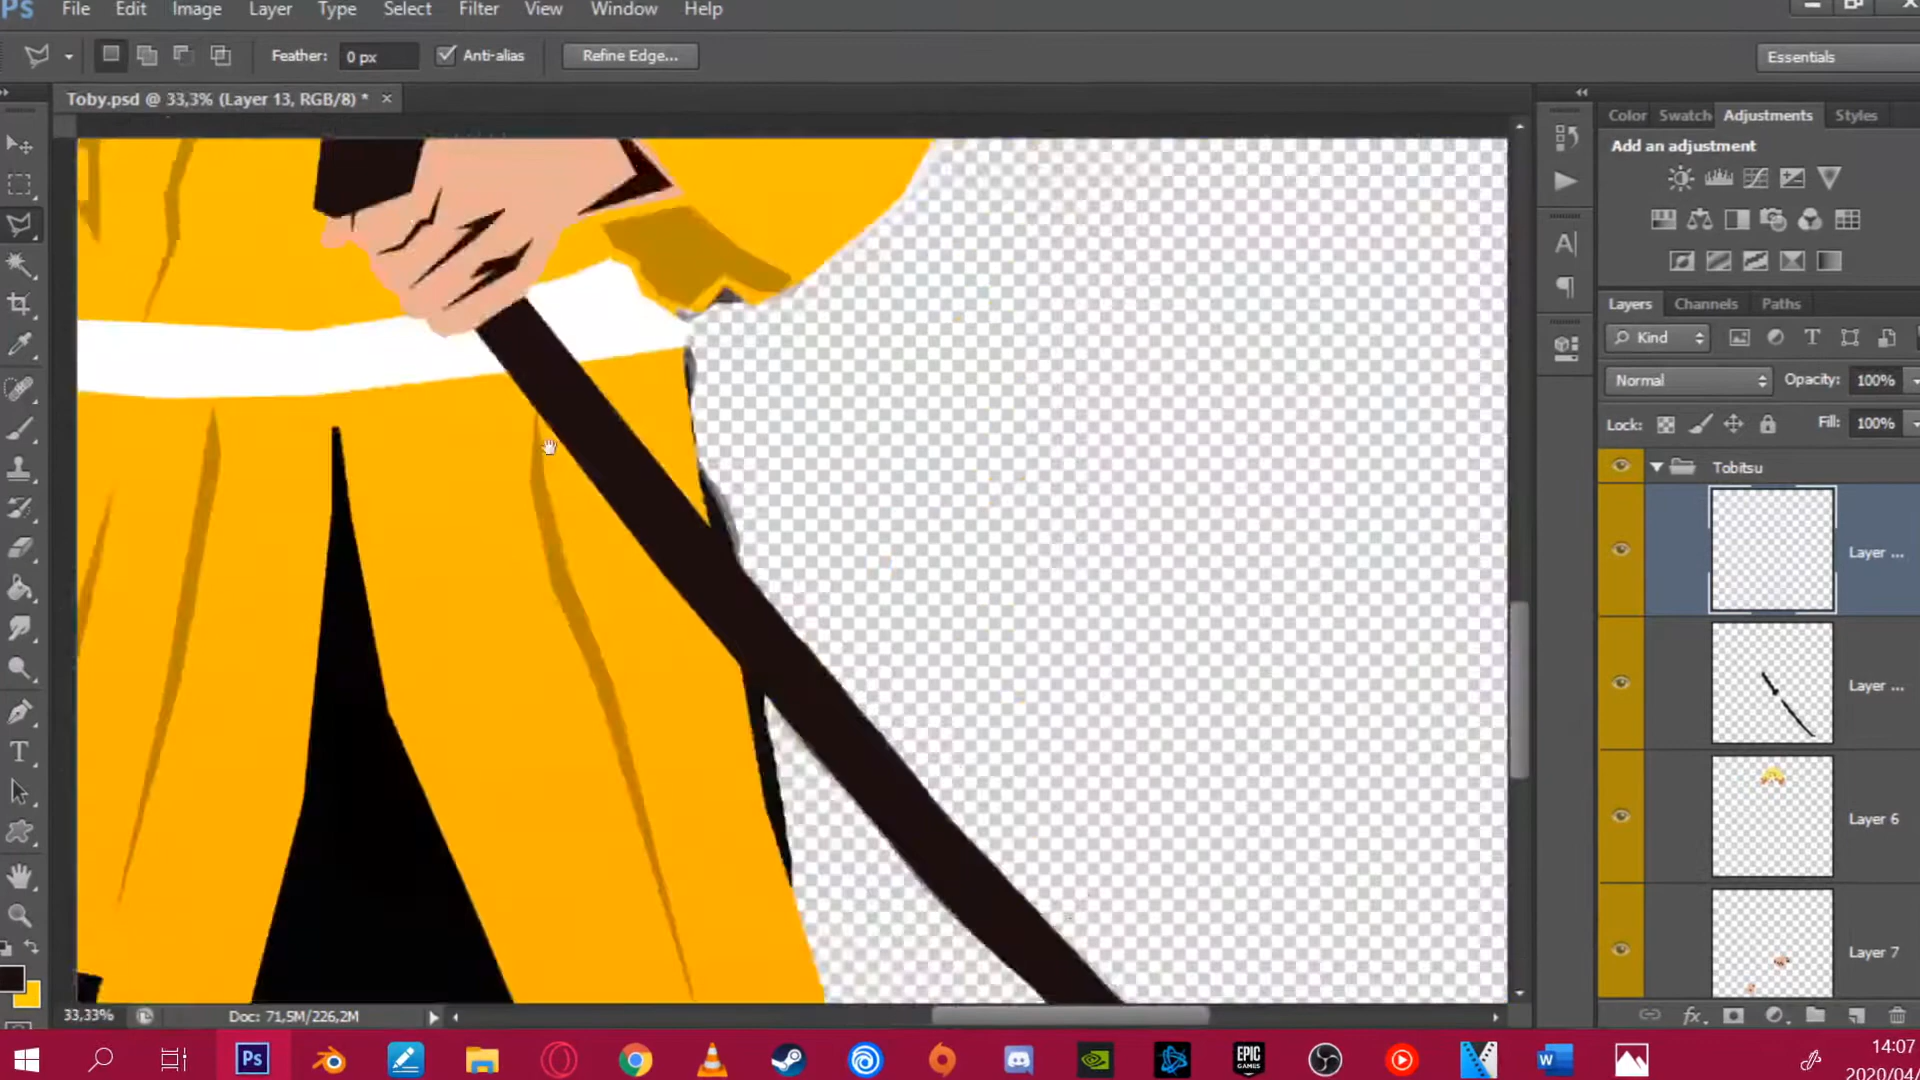 Ps File Edit Image Layer Type Select Filter View Window Help
Feather: 0 px Anti-alias Refine Edge... Essentials
Toby.psd @ 33,3% (Layer 13, RGB/8) * ×
Color Swatch Adjustments Styles
Add an adjustment
Layers Channels Paths
Kind
Normal Opacity: 100%
Lock: Fill: 100%
Tobitsu
Layer ...
Layer ...
Layer 6
Layer 7
33,33% Doc: 71,5M/226,2M
14:07
2020/04/
Ps
EPIC
GAMES